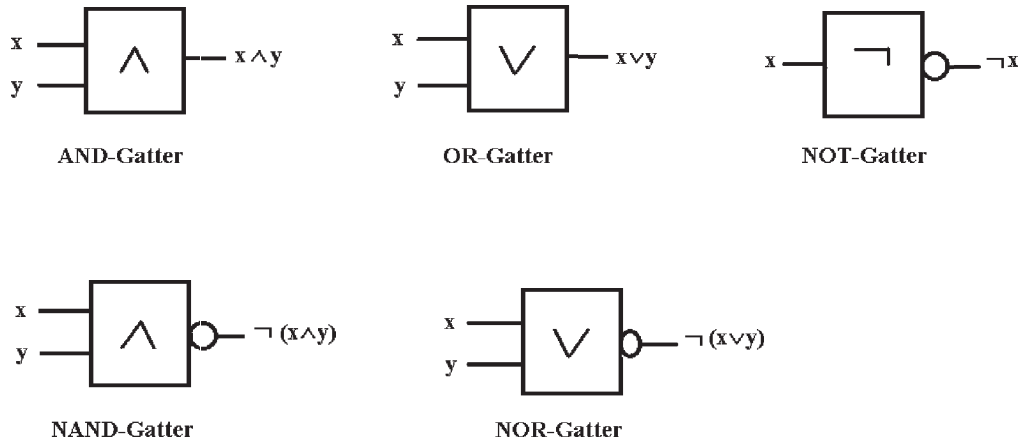 x
y
∧
x ∧ y
AND-Gatter
x
y
∨
x∨y
OR-Gatter
x
¬
¬ x
NOT-Gatter
x
y
∧
¬ (x∧y)
NAND-Gatter
x
y
∨
¬ (x∨y)
NOR-Gatter